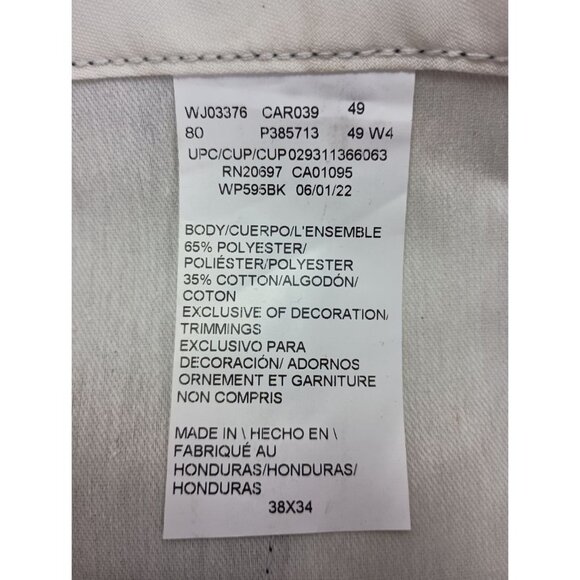 WJ03376 CAR039 49
80 P385713 49 W4
UPC/CUP/CUP029311366063
RN20697 CA01095
WP595BK 06/01/22
BODY/CUERPO/L'ENSEMBLE
65% POLYESTER/
POLIÉSTER/POLYESTER
35% COTTON/ALGODÓN/
COTON
EXCLUSIVE OF DECORATION/
TRIMMINGS
EXCLUSIVO PARA
DECORACIÓN/ ADORNOS
ORNEMENT ET GARNITURE
NON COMPRIS
MADE IN \ HECHO EN \
FABRIQUÉ AU
HONDURAS/HONDURAS/
HONDURAS
38X34